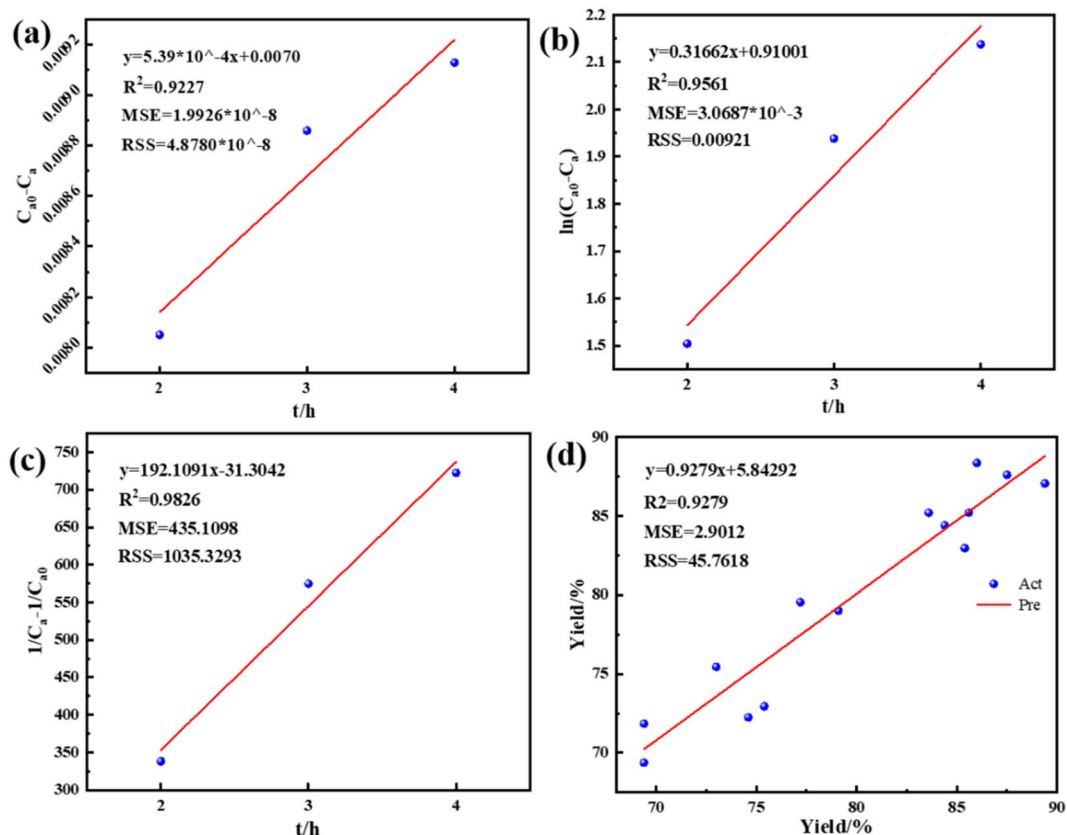 (a)
y=5.39*10^-4x+0.0070
R²=0.9227
MSE=1.9926*10^-8
RSS=4.8780*10^-8
C_a0-C_a
0.0092
0.0090
0.0088
0.0086
0.0084
0.0082
0.0080
2 3 4
t/h
(b)
y=0.31662x+0.91001
R²=0.9561
MSE=3.0687*10^-3
RSS=0.00921
ln(C_a0-C_a)
2.2
2.1
2.0
1.9
1.8
1.7
1.6
1.5
2 3 4
t/h
(c)
y=192.1091x-31.3042
R²=0.9826
MSE=435.1098
RSS=1035.3293
1/C_a-1/C_a0
750
700
650
600
550
500
450
400
350
300
2 3 4
t/h
(d)
y=0.9279x+5.84292
R2=0.9279
MSE=2.9012
RSS=45.7618
Act
Pre
Yield/%
90
85
80
75
70
70 75 80 85 90
Yield/%